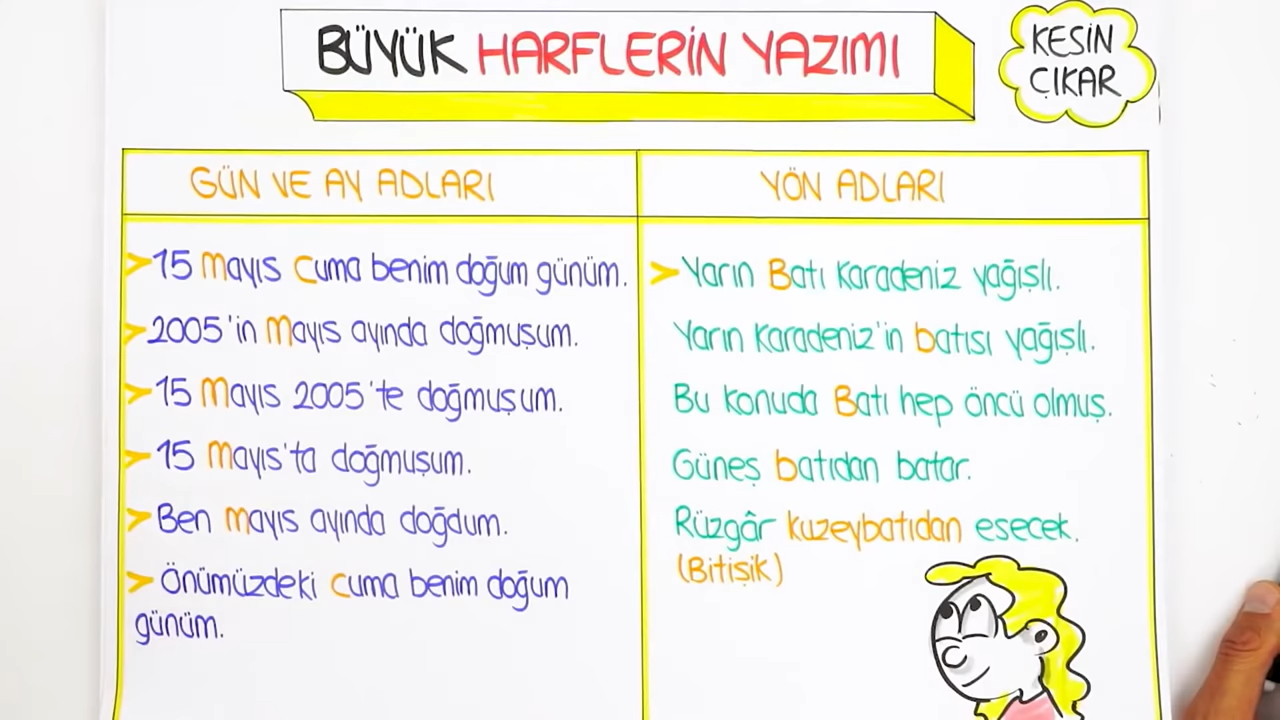 BÜYÜK HARFLERİN YAZIMI
KESİN
ÇIKAR
GÜN VE AY ADLARI
➤15 Mayıs Cuma benim doğum günüm.
➤2005'in Mayıs ayında doğmuşum.
➤15 Mayıs 2005'te doğmuşum.
➤15 Mayıs'ta doğmuşum.
➤Ben mayıs ayında doğdum.
➤Önümüzdeki cuma benim doğum
günüm.
YÖN ADLARI
➤Yarın Batı Karadeniz yağışlı.
Yarın Karadeniz'in batısı yağışlı.
Bu konuda Batı hep öncü olmuş.
Güneş batıdan batar.
Rüzgâr kuzeybatıdan esecek.
(Bitişik)